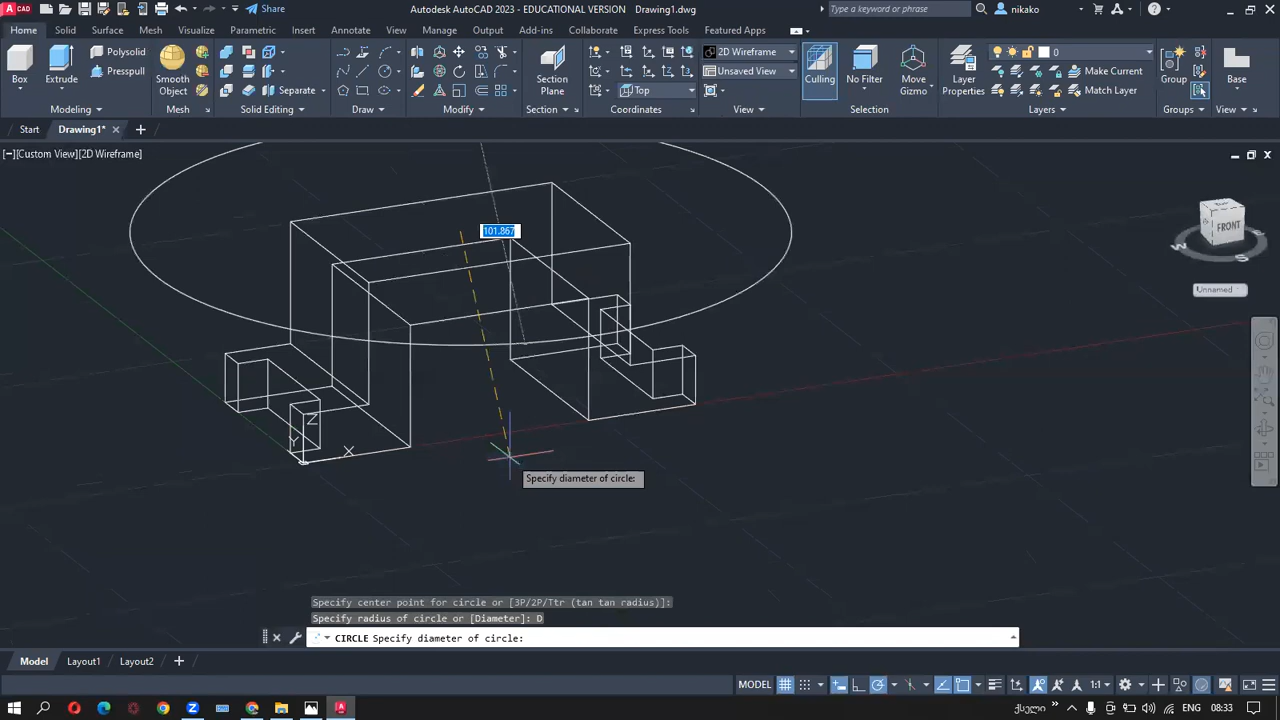 CAD
Share
Autodesk AutoCAD 2023 - EDUCATIONAL VERSION Drawing1.dwg
Type a keyword or phrase
nikako
Home Solid Surface Mesh Visualize Parametric Insert Annotate View Manage Output Add-ins Collaborate Express Tools Featured Apps
Box
Extrude
Polysolid
Presspull
Smooth
Object
Separate
Section
Plane
Top
2D Wireframe
Unsaved View
Culling
No Filter
Move
Gizmo
Layer
Properties
0
Make Current
Match Layer
Group
Base
Modeling
Mesh
Solid Editing
Draw
Modify
Section
Coordinates
View
Selection
Layers
Groups
View
Start
Drawing1*
[−][Custom View][2D Wireframe]
FRONT
W
E
S
Unnamed
101.867
Z
Y
X
Specify diameter of circle:
Specify center point for circle or [3P/2P/Ttr (tan tan radius)]:
Specify radius of circle or [Diameter]: D
CIRCLE Specify diameter of circle:
Model Layout1 Layout2
MODEL
1:1
ქსელი
ENG
08:33